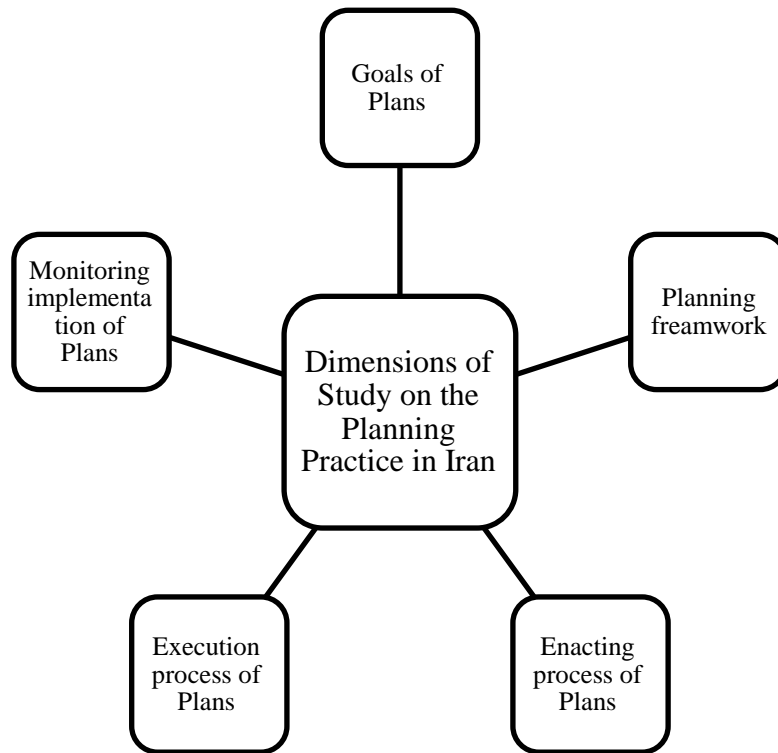 Goals of
Plans
Monitoring
implementa
tion of
Plans
Planning
freamwork
Dimensions of
Study on the
Planning
Practice in Iran
Execution
process of
Plans
Enacting
process of
Plans